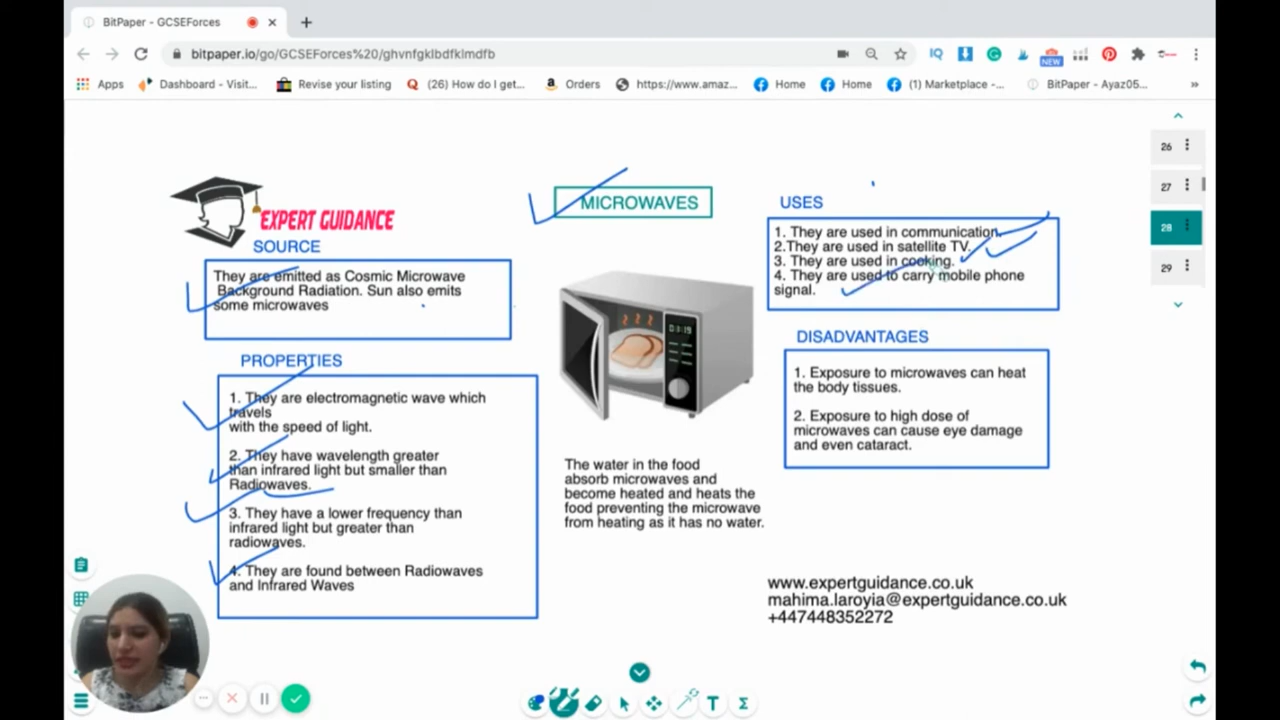 BitPaper - GCSEForces
bitpaper.io/go/GCSEForces%20/ghvnfgklbdfklmdfb
IQ
NEW
Apps
Dashboard - Visit...
Revise your listing
(26) How do I get...
Orders
https://www.amaz...
Home
Home
(1) Marketplace -...
BitPaper - Ayaz05...
»
26
27
28
29
EXPERT GUIDANCE
MICROWAVES
SOURCE
They are emitted as Cosmic Microwave
Background Radiation. Sun also emits
some microwaves
PROPERTIES
1. They are electromagnetic wave which
travels
with the speed of light.
2. They have wavelength greater
than infrared light but smaller than
Radiowaves.
3. They have a lower frequency than
infrared light but greater than
radiowaves.
4. They are found between Radiowaves
and Infrared Waves
01:19
The water in the food
absorb microwaves and
become heated and heats the
food preventing the microwave
from heating as it has no water.
USES
1. They are used in communication.
2.They are used in satellite TV.
3. They are used in cooking.
4. They are used to carry mobile phone
signal.
DISADVANTAGES
1. Exposure to microwaves can heat
the body tissues.
2. Exposure to high dose of
microwaves can cause eye damage
and even cataract.
www.expertguidance.co.uk
mahima.laroyia@expertguidance.co.uk
+447448352272
T
Σ